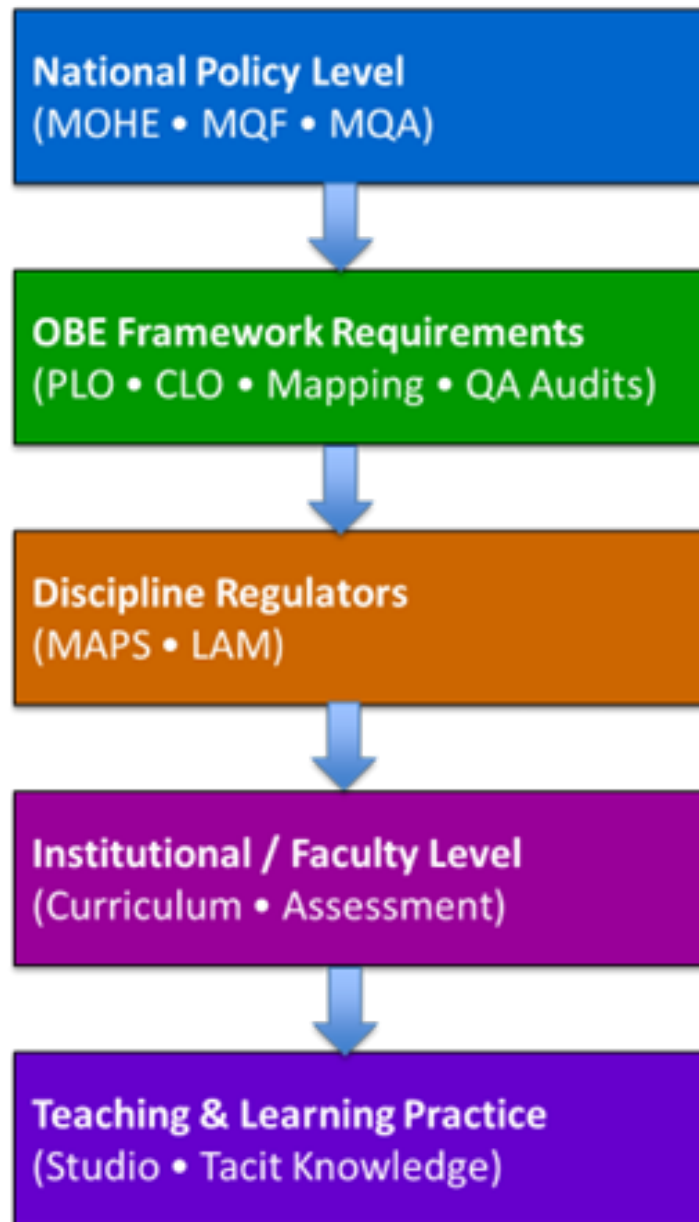 National Policy Level
(MOHE • MQF • MQA)
OBE Framework Requirements
(PLO • CLO • Mapping • QA Audits)
Discipline Regulators
(MAPS • LAM)
Institutional / Faculty Level
(Curriculum • Assessment)
Teaching & Learning Practice
(Studio • Tacit Knowledge)